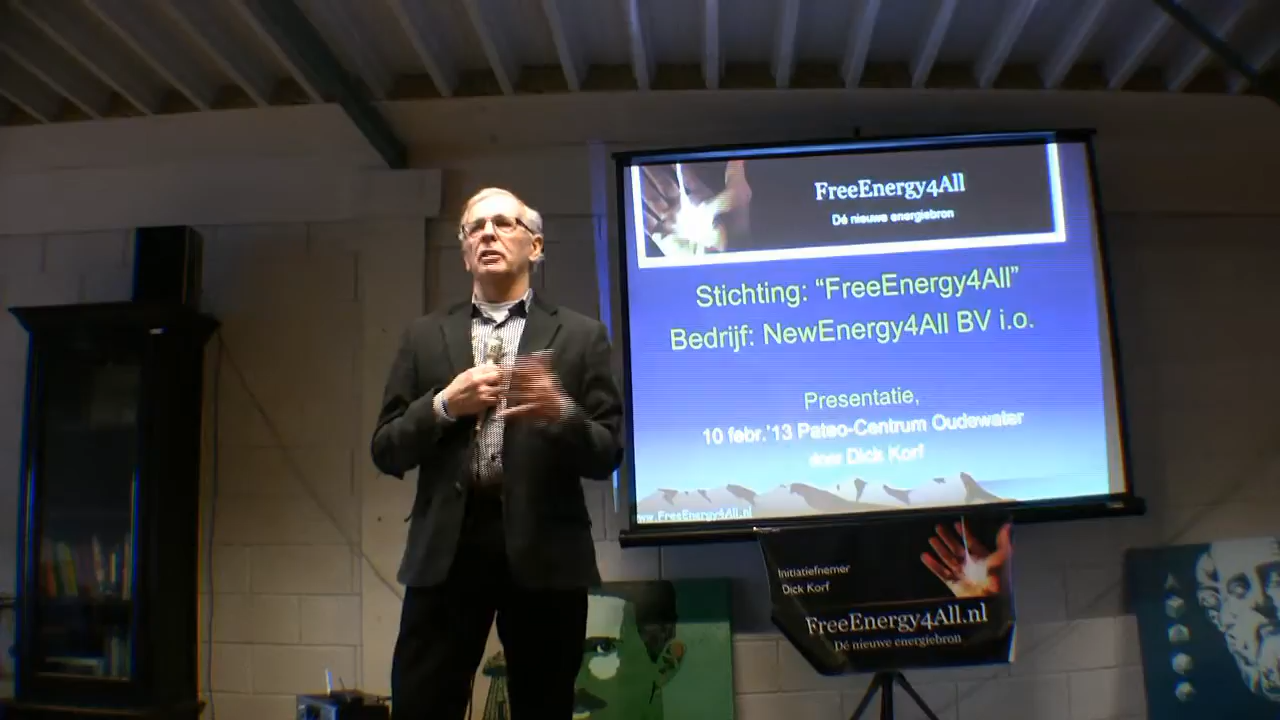 FreeEnergy4All
Dé nieuwe energiebron
Stichting: “FreeEnergy4All”
Bedrijf: NewEnergy4All BV i.o.
Presentatie,
10 febr.'13 Pateo-Centrum Oudewater
door Dick Korf
www.FreeEnergy4All.nl
Initiatiefnemer
Dick Korf
FreeEnergy4All.nl
Dé nieuwe energiebron